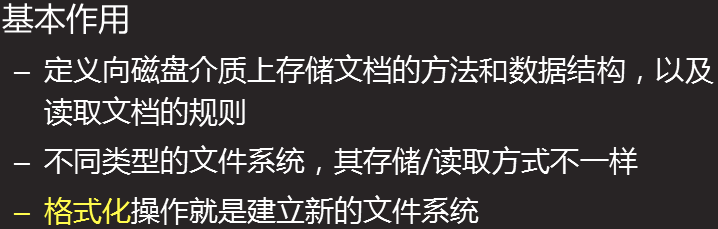 基本作用
– 定义向磁盘介质上存储文档的方法和数据结构，以及
读取文档的规则
– 不同类型的文件系统，其存储/读取方式不一样
– 格式化操作就是建立新的文件系统